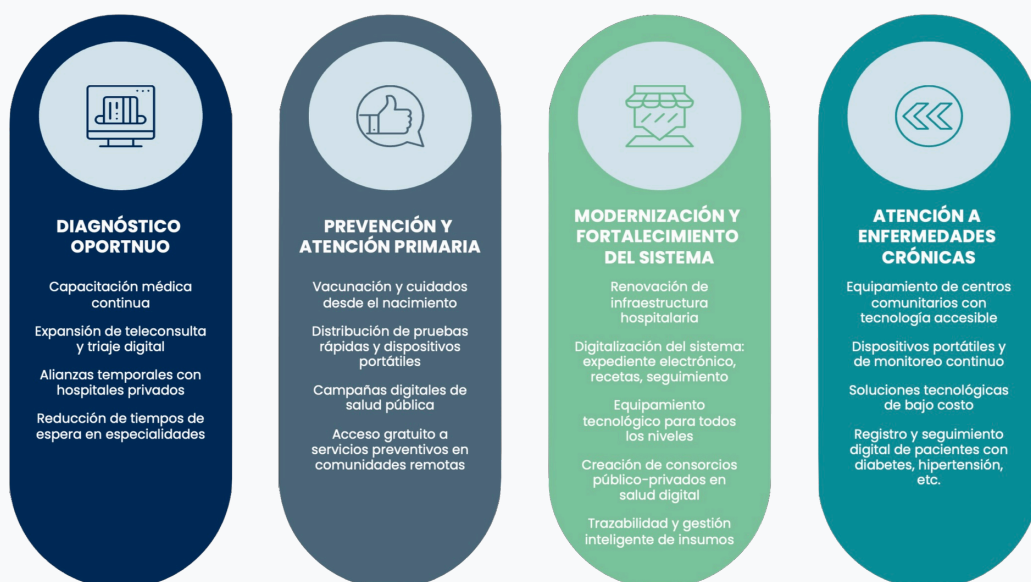 DIAGNÓSTICO
OPORTNUO
Capacitación médica
continua
Expansión de teleconsulta
y triaje digital
Alianzas temporales con
hospitales privados
Reducción de tiempos de
espera en especialidades
PREVENCIÓN Y
ATENCIÓN PRIMARIA
Vacunación y cuidados
desde el nacimiento
Distribución de pruebas
rápidas y dispositivos
portátiles
Campañas digitales de
salud pública
Acceso gratuito a
servicios preventivos en
comunidades remotas
MODERNIZACIÓN Y
FORTALECIMIENTO
DEL SISTEMA
Renovación de
infraestructura
hospitalaria
Digitalización del sistema:
expediente electrónico,
recetas, seguimiento
Equipamiento
tecnológico para todos
los niveles
Creación de consorcios
público-privados en
salud digital
Trazabilidad y gestión
inteligente de insumos
ATENCIÓN A
ENFERMEDADES
CRÓNICAS
Equipamiento de centros
comunitarios con
tecnología accesible
Dispositivos portátiles y
de monitoreo continuo
Soluciones tecnológicas
de bajo costo
Registro y seguimiento
digital de pacientes con
diabetes, hipertensión,
etc.